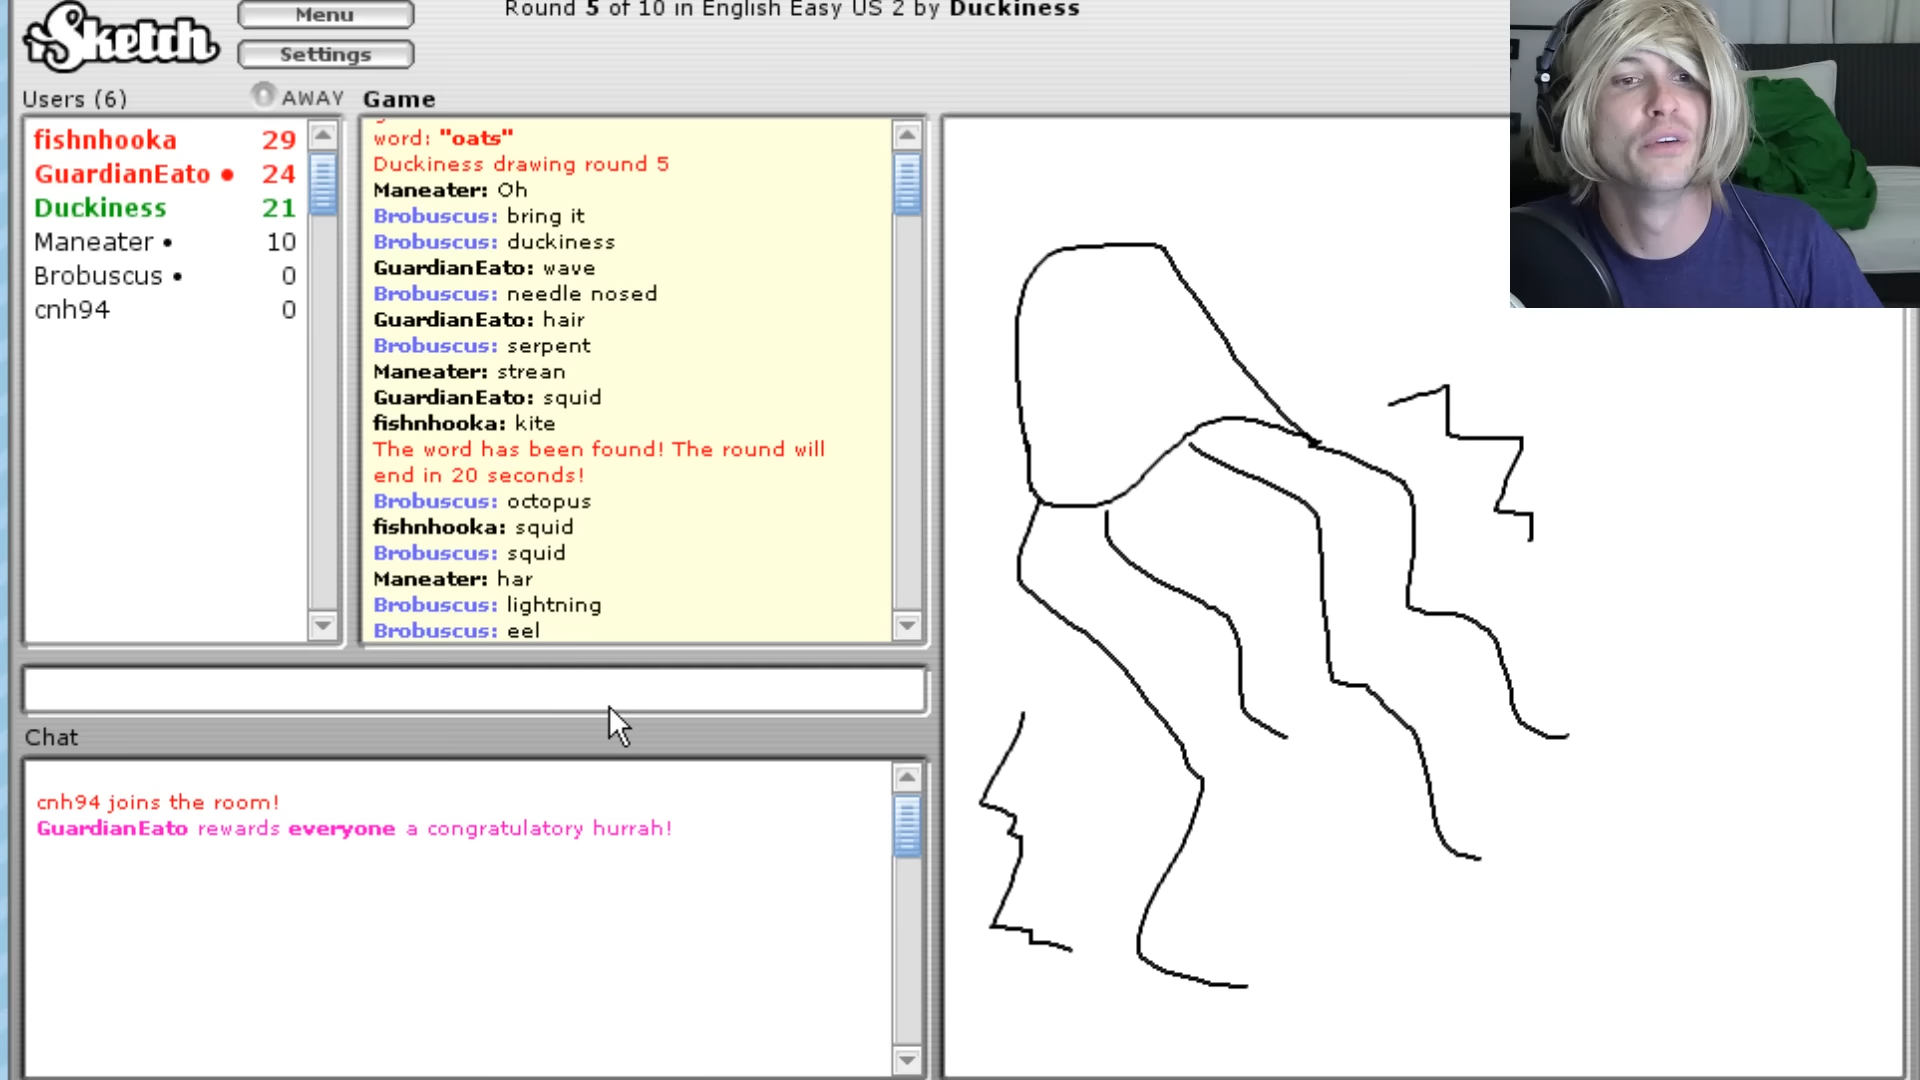 iSketch
Menu
Settings
Round 5 of 10 in English Easy US 2 by Duckiness
Users (6)
AWAY
Game
fishnhooka 29
GuardianEato • 24
Duckiness 21
Maneater • 10
Brobuscus • 0
cnh94 0
word: "oats"
Duckiness drawing round 5
Maneater: Oh
Brobuscus: bring it
Brobuscus: duckiness
GuardianEato: wave
Brobuscus: needle nosed
GuardianEato: hair
Brobuscus: serpent
Maneater: strean
GuardianEato: squid
fishnhooka: kite
The word has been found! The round will
end in 20 seconds!
Brobuscus: octopus
fishnhooka: squid
Brobuscus: squid
Maneater: har
Brobuscus: lightning
Brobuscus: eel
Chat
cnh94 joins the room!
GuardianEato rewards everyone a congratulatory hurrah!